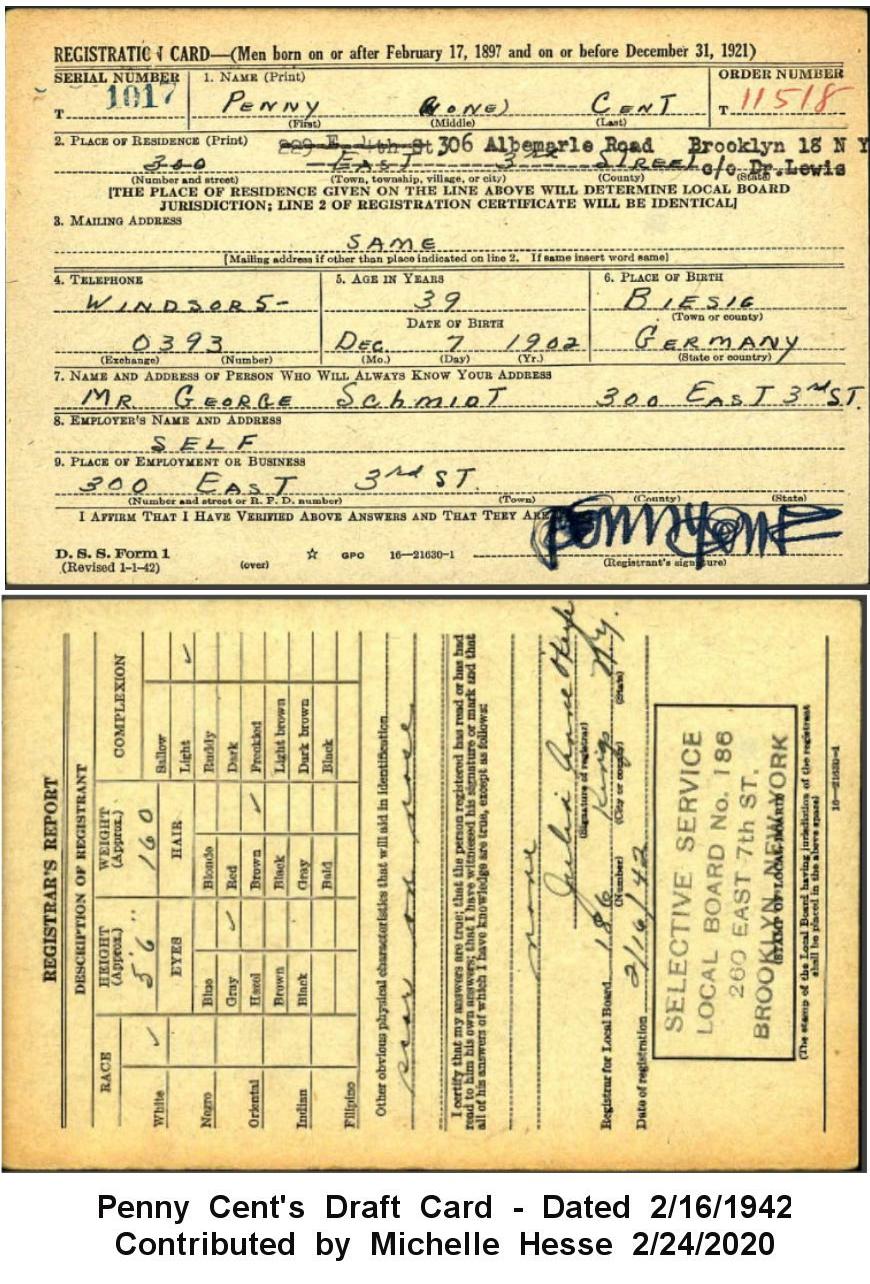 REGISTRATION CARD—(Men born on or after February 17, 1897 and on or before December 31, 1921)
SERIAL NUMBER 1. NAME (Print) ORDER NUMBER
T 1017 PENNY (NONE) CENT T 11518
(First) (Middle) (Last)
2. PLACE OF RESIDENCE (Print) E. 4th St 306 Albemarle Road Brooklyn 18 N Y
300 EAST 3RD STREET c/o Dr. Lewis
(Number and street) (Town, township, village, or city) (County) (State)
[THE PLACE OF RESIDENCE GIVEN ON THE LINE ABOVE WILL DETERMINE LOCAL BOARD
JURISDICTION; LINE 2 OF REGISTRATION CERTIFICATE WILL BE IDENTICAL]
3. MAILING ADDRESS
SAME
[Mailing address if other than place indicated on line 2. If same insert word same]
4. TELEPHONE 5. AGE IN YEARS 6. PLACE OF BIRTH
WINDSOR 5- 39 BIESIG
(Town or county)
DATE OF BIRTH
0393 DEC. 7 1902 GERMANY
(Exchange) (Number) (Mo.) (Day) (Yr.) (State or country)
7. NAME AND ADDRESS OF PERSON WHO WILL ALWAYS KNOW YOUR ADDRESS
MR. GEORGE SCHMIDT 300 EAST 3rd ST.
8. EMPLOYER'S NAME AND ADDRESS
SELF
9. PLACE OF EMPLOYMENT OR BUSINESS
300 EAST 3rd ST.
(Number and street or R. F. D. number) (Town) (County) (State)
I AFFIRM THAT I HAVE VERIFIED ABOVE ANSWERS AND THAT THEY ARE
Penny Cent
D. S. S. Form 1
(Revised 1-1-42) (over) ☆ GPO 16—21630-1 (Registrant's signature)
REGISTRAR'S REPORT
DESCRIPTION OF REGISTRANT
RACE HEIGHT (Approx.) WEIGHT (Approx.) COMPLEXION
5'6" 160
EYES HAIR
White ✓ Sallow
Light ✓
Negro Blue Blonde Ruddy
Gray ✓ Red Dark
Oriental Hazel Brown ✓ Freckled
Brown Black Light brown
Indian Black Gray Dark brown
Bald Black
Filipino
Other obvious physical characteristics that will aid in identification
scar on nose
I certify that my answers are true; that the person registered has read or has had
read to him his own answers; that I have witnessed his signature or mark and that
all of his answers of which I have knowledge are true, except as follows:
none
Julia Anne
(Signature of registrar)
Registrar for Local Board 186 Kings N.Y.
(Number) (City or county) (State)
Date of registration 2/16/42
SELECTIVE SERVICE
LOCAL BOARD No. 186
260 EAST 7th ST.
BROOKLYN NEW YORK
(STAMP OF LOCAL BOARD)
(The stamp of the Local Board having jurisdiction of the registrant
shall be placed in the above space)
16—21630-1
Penny Cent's Draft Card - Dated 2/16/1942
Contributed by Michelle Hesse 2/24/2020